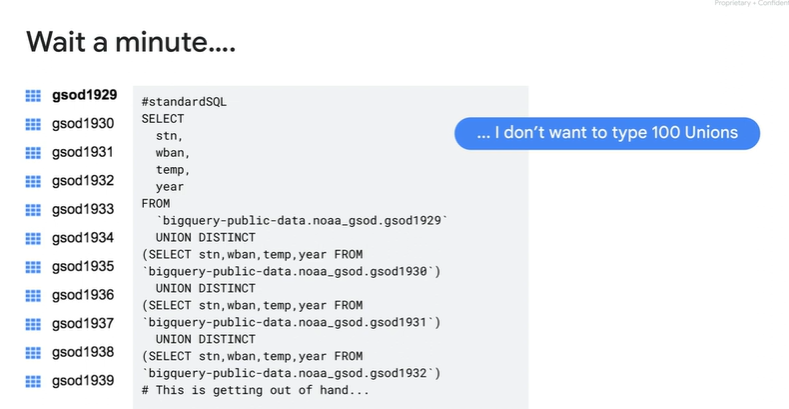 Proprietary + Confident
Wait a minute....
gsod1929
gsod1930
gsod1931
gsod1932
gsod1933
gsod1934
gsod1935
gsod1936
gsod1937
gsod1938
gsod1939
#standardSQL
SELECT
stn,
wban,
temp,
year
FROM
`bigquery-public-data.noaa_gsod.gsod1929`
UNION DISTINCT
(SELECT stn,wban,temp,year FROM
`bigquery-public-data.noaa_gsod.gsod1930`)
UNION DISTINCT
(SELECT stn,wban,temp,year FROM
`bigquery-public-data.noaa_gsod.gsod1931`)
UNION DISTINCT
(SELECT stn,wban,temp,year FROM
`bigquery-public-data.noaa_gsod.gsod1932`)
# This is getting out of hand...
... I don't want to type 100 Unions